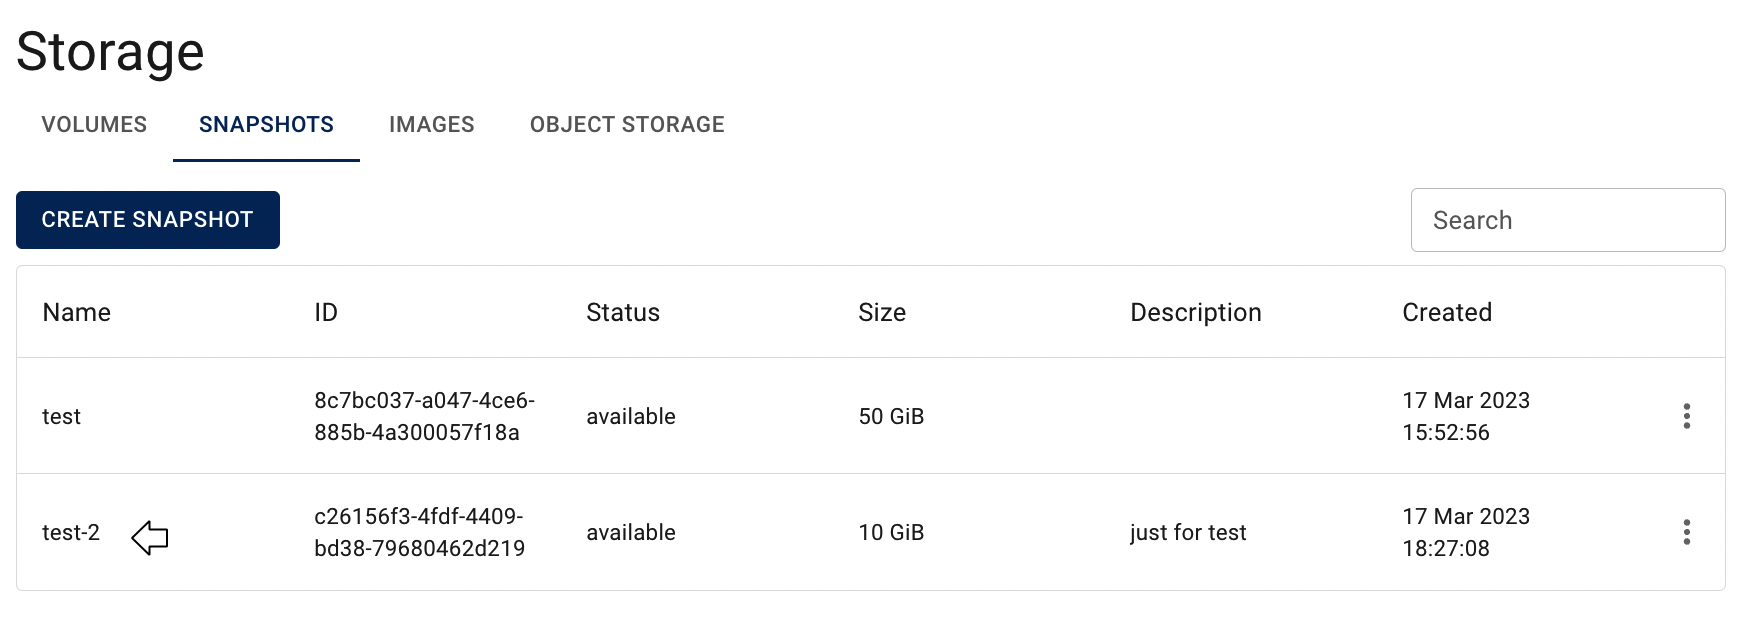 Storage
VOLUMES SNAPSHOTS IMAGES OBJECT STORAGE
CREATE SNAPSHOT Search
Name ID Status Size Description Created
test 8c7bc037-a047-4ce6- available 50 GiB 17 Mar 2023
885b-4a300057f18a 15:52:56
test-2 c26156f3-4fdf-4409- available 10 GiB just for test 17 Mar 2023
bd38-79680462d219 18:27:08